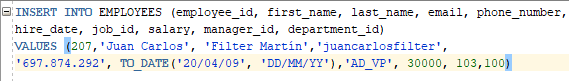 INSERT INTO EMPLOYEES (employee_id, first_name, last_name, email, phone_number,
hire_date, job_id, salary, manager_id, department_id)
VALUES (207,'Juan Carlos', 'Filter Martín','juancarlosfilter',
'697.874.292', TO_DATE('20/04/09', 'DD/MM/YY'),'AD_VP', 30000, 103,100)